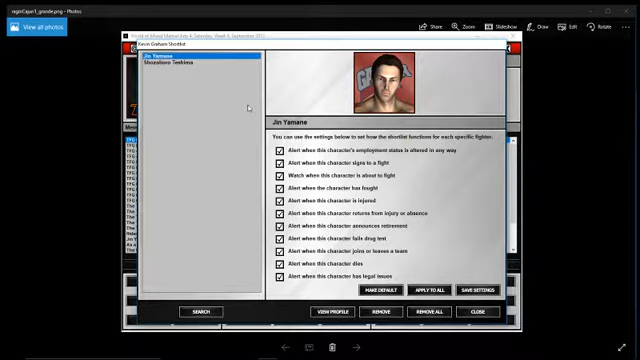 raginCajun1_grande.png - Photos
View all photos
Share
Zoom
Slideshow
Draw
Edit
Rotate
World of Mixed Martial Arts 4: Saturday, Week
Kevin Graham Shortlist
Jin Yamane
Shozaburo Teshima
Jin Yamane
You can use the settings below to set how the shortlist functions for each specific fighter.
Alert when this character's employment status is altered in any way
Alert when this character signs to a fight
Watch when this character is about to fight
Alert when the character has fought
Alert when this character is injured
Alert when this character returns from injury or absence
Alert when this character announces retirement
Alert when this character fails drug test
Alert when this character joins or leaves a team
Alert when this character dies
Alert when this character has legal issues
MAKE DEFAULT
APPLY TO ALL
SAVE SETTINGS
SEARCH
VIEW PROFILE
REMOVE
REMOVE ALL
CLOSE